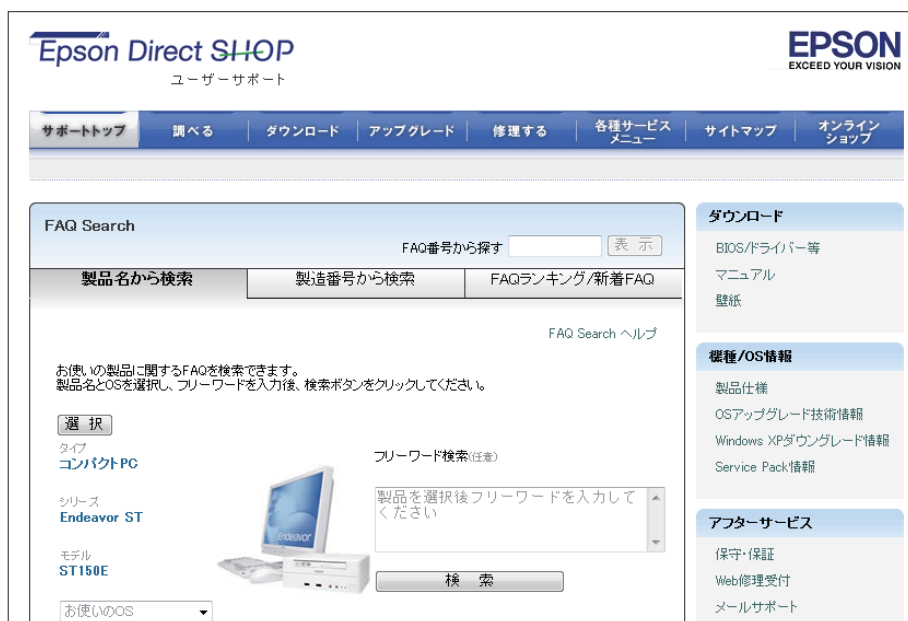 Epson Direct SHOP
ユーザーサポート
EPSON
EXCEED YOUR VISION
サポートトップ
調べる
ダウンロード
アップグレード
修理する
各種サービス
メニュー
サイトマップ
オンライン
ショップ
FAQ Search
FAQ番号から探す
表 示
製品名から検索
製造番号から検索
FAQランキング/新着FAQ
FAQ Search ヘルプ
お使いの製品に関するFAQを検索できます。
製品名とOSを選択し、フリーワードを入力後、検索ボタンをクリックしてください。
選 択
タイプ
コンパクトPC
シリーズ
Endeavor ST
モデル
ST150E
お使いのOS
Endeavor
フリーワード検索(任意)
製品を選択後フリーワードを入力して
ください
検 索
ダウンロード
BIOS/ドライバー等
マニュアル
壁紙
機種/OS情報
製品仕様
OSアップグレード技術情報
Windows XPダウングレード情報
Service Pack情報
アフターサービス
保守・保証
Web修理受付
メールサポート